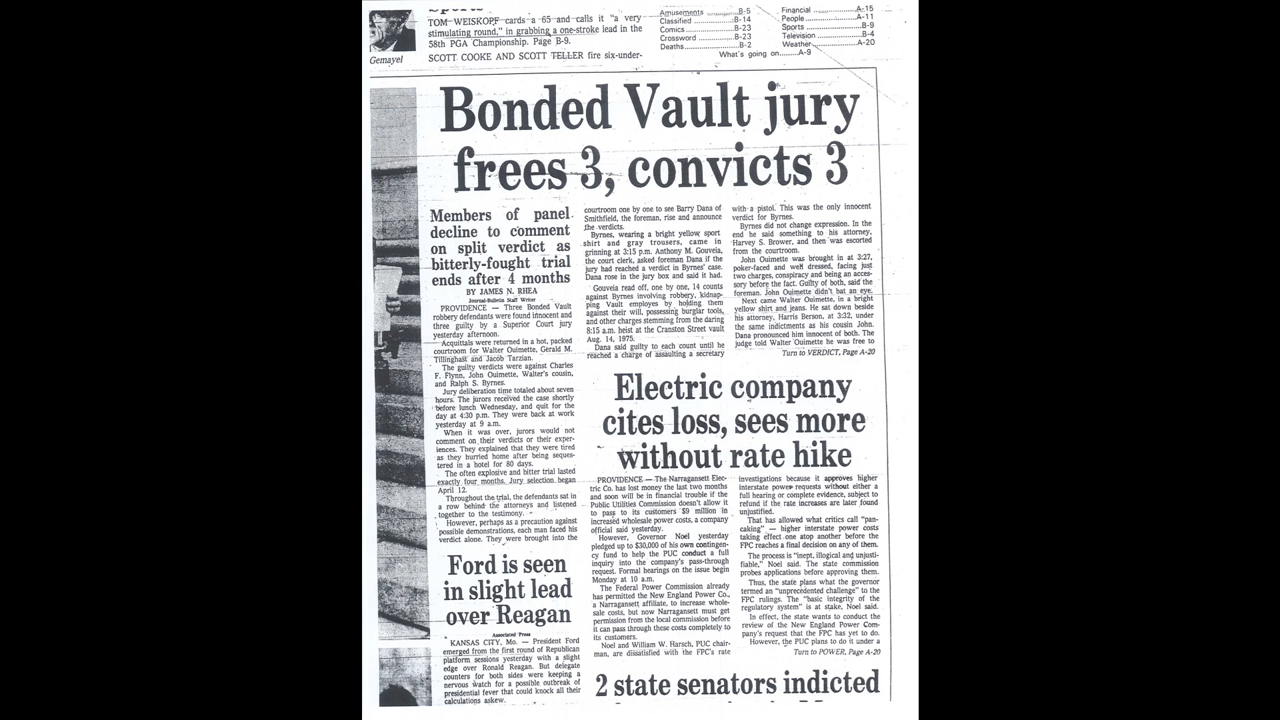 Gemayel
Sports
TOM WEISKOPF cards a 65 and calls it "a very
stimulating round," in grabbing a one-stroke lead in the
58th PGA Championship. Page B-9.
SCOTT COOKE AND SCOTT TELLER fire six-under-
Amusements ...B-5
Classified ...B-14
Comics ...B-23
Crossword ...B-23
Deaths ...B-2
Financial ...A-15
People ...A-11
Sports ...B-9
Television ...B-4
Weather ...A-20
What's going on ...A-9
Bonded Vault jury
frees 3, convicts 3
Members of panel
decline to comment
on split verdict as
bitterly-fought trial
ends after 4 months
BY JAMES N. RHEA
Journal-Bulletin Staff Writer
PROVIDENCE — Three Bonded Vault
robbery defendants were found innocent and
three guilty by a Superior Court jury
yesterday afternoon.
Acquittals were returned in a hot, packed
courtroom for Walter Ouimette, Gerald M.
Tillinghast and Jacob Tarzian.
The guilty verdicts were against Charles
F. Flynn, John Ouimette, Walter's cousin,
and Ralph S. Byrnes.
Jury deliberation time totaled about seven
hours. The jurors received the case shortly
before lunch Wednesday, and quit for the
day at 4:30 p.m. They were back at work
yesterday at 9 a.m.
When it was over, jurors would not
comment on their verdicts or their exper-
iences. They explained that they were tired
as they hurried home after being seques-
tered in a hotel for 80 days.
The often explosive and bitter trial lasted
exactly four months. Jury selection began
April 12.
Throughout the trial, the defendants sat in
a row behind the attorneys and listened
together to the testimony.
However, perhaps as a precaution against
possible demonstrations, each man faced his
verdict alone. They were brought into the
courtroom one by one to see Barry Dana of
Smithfield, the foreman, rise and announce
the verdicts.
Byrnes, wearing a bright yellow sport
shirt and gray trousers, came in
grinning at 3:15 p.m. Anthony M. Gouveia,
the court clerk, asked foreman Dana if the
jury had reached a verdict in Byrnes' case.
Dana rose in the jury box and said it had.
Gouveia read off, one by one, 14 counts
against Byrnes involving robbery, kidnap-
ping Vault employes by holding them
against their will, possessing burglar tools,
and other charges stemming from the daring
8:15 a.m. heist at the Cranston Street vault
Aug. 14, 1975.
Dana said guilty to each count until he
reached a charge of assaulting a secretary
with a pistol. This was the only innocent
verdict for Byrnes.
Byrnes did not change expression. In the
end he said something to his attorney,
Harvey S. Brower, and then was escorted
from the courtroom.
John Ouimette was brought in at 3:27,
poker-faced and well dressed, facing just
two charges, conspiracy and being an acces-
sory before the fact. Guilty of both, said the
foreman. John Ouimette didn't bat an eye.
Next came Walter Ouimette, in a bright
yellow shirt and jeans. He sat down beside
his attorney, Harris Berson, at 3:32, under
the same indictments as his cousin John.
Dana pronounced him innocent of both. The
judge told Walter Ouimette he was free to
Turn to VERDICT, Page A-20
Electric company
cites loss, sees more
without rate hike
PROVIDENCE — The Narragansett Elec-
tric Co. has lost money the last two months
and soon will be in financial trouble if the
Public Utilities Commission doesn't allow it
to pass to its customers $9 million in
increased wholesale power costs, a company
official said yesterday.
However, Governor Noel yesterday
pledged up to $30,000 of his own contingen-
cy fund to help the PUC conduct a full
inquiry into the company's pass-through
request. Formal hearings on the issue begin
Monday at 10 a.m.
The Federal Power Commission already
has permitted the New England Power Co.,
a Narragansett affiliate, to increase whole-
sale costs, but now Narragansett must get
permission from the local commission before
it can pass through these costs completely to
its customers.
Noel and William W. Harsch, PUC chair-
man, are dissatisfied with the FPC's rate
investigations because it approves higher
interstate power requests without either a
full hearing or complete evidence, subject to
refund if the rate increases are later found
unjustified.
That has allowed what critics call "pan-
caking" — higher interstate power costs
taking effect one atop another before the
FPC reaches a final decision on any of them.
The process is "inept, illogical and unjusti-
fiable," Noel said. The state commission
probes applications before approving them.
Thus, the state plans what the governor
termed an "unprecedented challenge" to the
FPC rulings. The "basic integrity of the
regulatory system" is at stake, Noel said.
In effect, the state wants to conduct the
review of the New England Power Com-
pany's request that the FPC has yet to do.
However, the PUC plans to do it under a
Turn to POWER, Page A-20
Ford is seen
in slight lead
over Reagan
Associated Press
KANSAS CITY, Mo. — President Ford
emerged from the first round of Republican
platform sessions yesterday with a slight
edge over Ronald Reagan. But delegate
counters for both sides were keeping a
nervous watch for a possible outbreak of
presidential fever that could knock all their
calculations askew.
2 state senators indicted